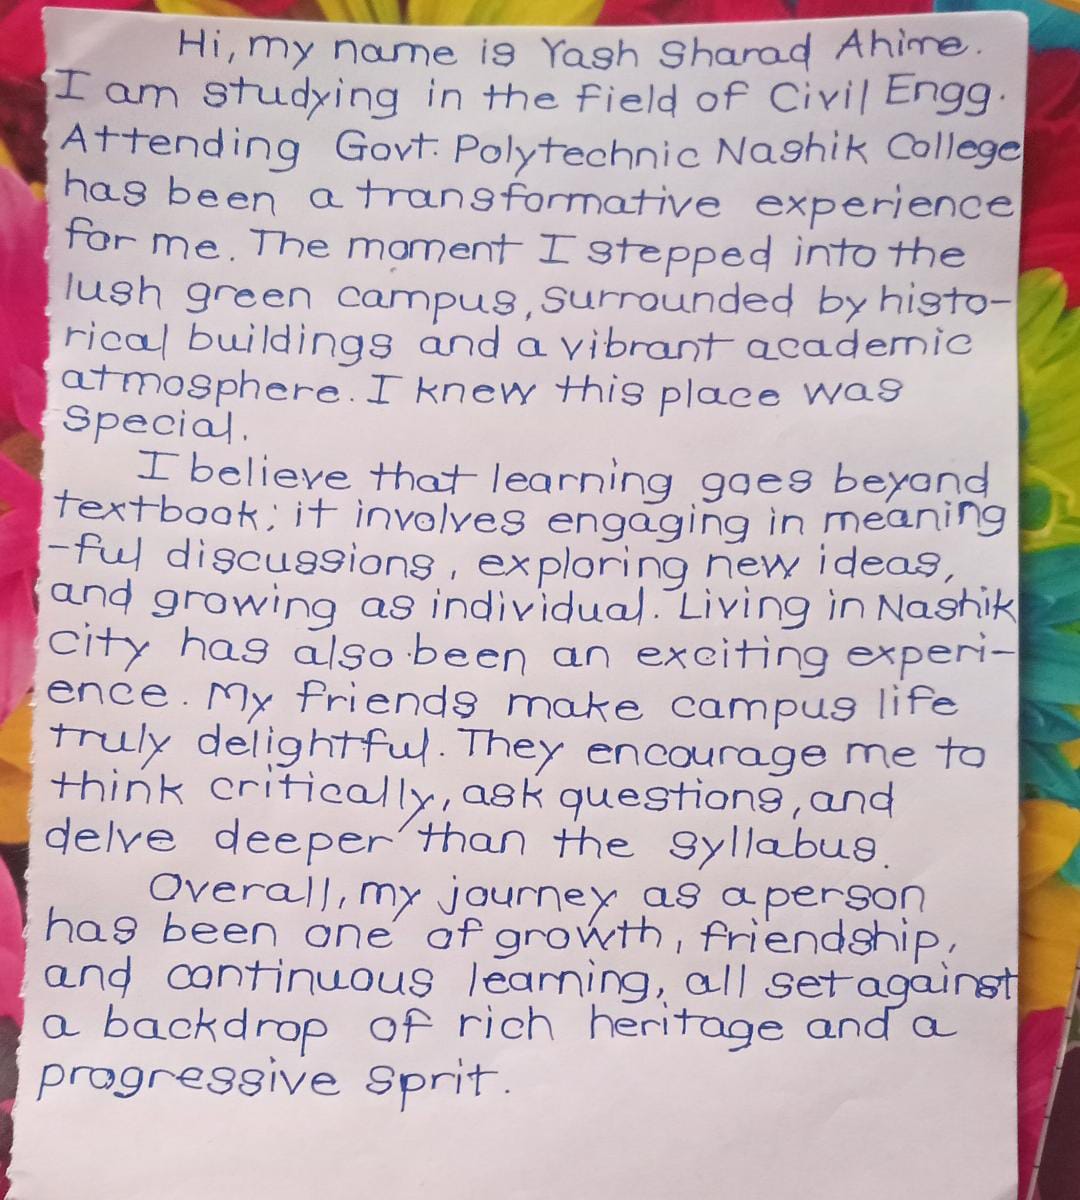 Hi, my name is Yash Sharad Ahire.
I am studying in the field of Civil Engg.
Attending Govt. Polytechnic Nashik College
has been a transformative experience
for me. The moment I stepped into the
lush green campus, surrounded by histo-
rical buildings and a vibrant academic
atmosphere. I knew this place was
special.
I believe that learning goes beyond
textbook; it involves engaging in meaning
-ful discussions, exploring new ideas,
and growing as individual. Living in Nashik
city has also been an exciting experi-
ence. My friends make campus life
truly delightful. They encourage me to
think critically, ask questions, and
delve deeper than the syllabus.
Overall, my journey as a person
has been one of growth, friendship,
and continuous learning, all set against
a backdrop of rich heritage and a
progressive sprit.